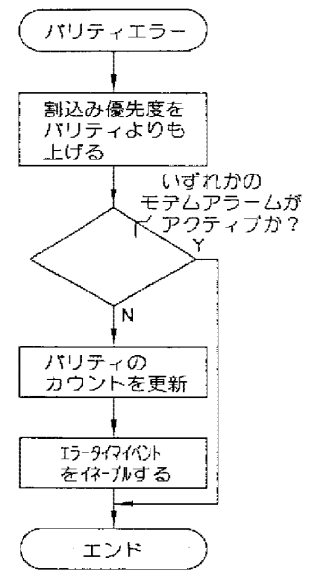 パリティエラー
割込み優先度を
パリティよりも
上げる
いずれかの
モデムアラームが
アクティブか？
Y
N
パリティの
カウントを更新
エラータイマイベント
をイネーブルする
エンド